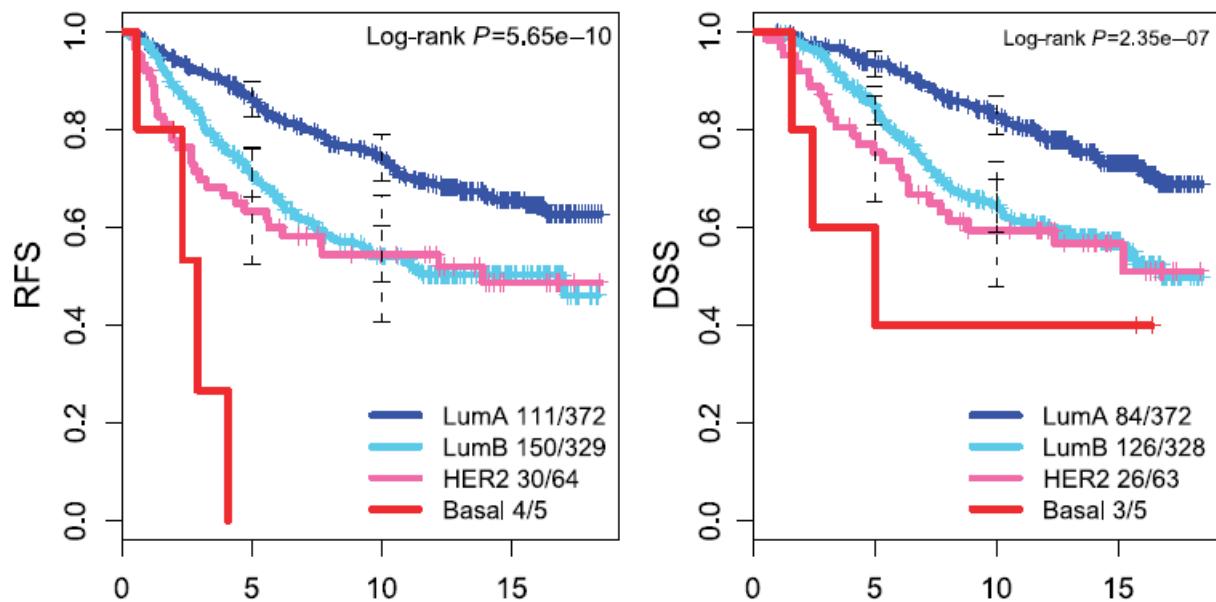 Log-rank P=5.65e–10
RFS
1.0
0.8
0.6
0.4
0.2
0.0
LumA 111/372
LumB 150/329
HER2 30/64
Basal 4/5
0 5 10 15
Log-rank P=2.35e–07
DSS
1.0
0.8
0.6
0.4
0.2
0.0
LumA 84/372
LumB 126/328
HER2 26/63
Basal 3/5
0 5 10 15